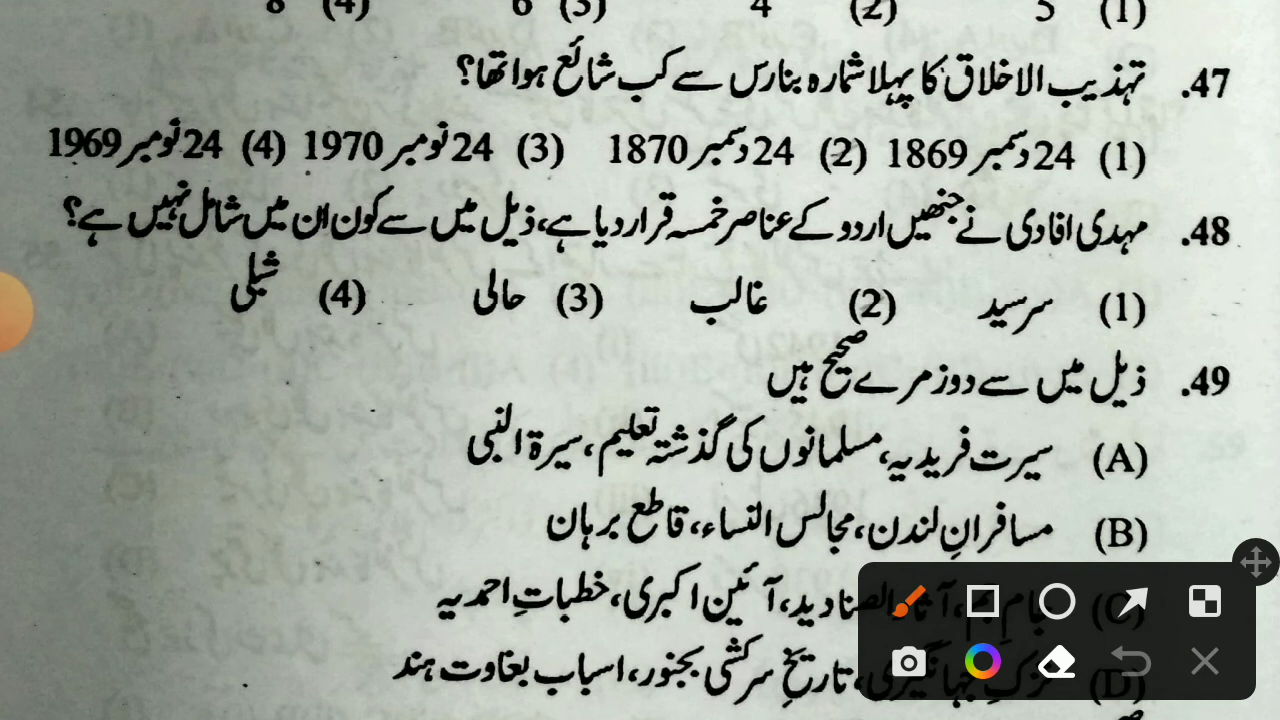 (1) 5 (2) 4 (3) 6 (4) 8
.47 تہذیب الاخلاق کا پہلا شمارہ بنارس سے کب شائع ہوا تھا؟
(1) 24 دسمبر 1869 (2) 24 دسمبر 1870 (3) 24 نومبر 1970 (4) 24 نومبر 1969
.48 مہدی افادی نے جنھیں اردو کے عناصر خمسہ قرار دیا ہے، ذیل میں سے کون ان میں شامل نہیں ہے؟
(1) سرسید (2) غالب (3) حالی (4) شبلی
.49 ذیل میں سے دو زمرے صحیح ہیں
(A) سیرت فریدیہ، مسلمانوں کی گذشتہ تعلیم، سیرۃ النبی
(B) مسافرانِ لندن، مجالس النساء، قاطع برہان
(C) جامِ جم، آثار الصنادید، آئین اکبری، خطباتِ احمدیہ
(D) تزکِ جہانگیری، تاریخِ سرکشی بجنور، اسباب بغاوت ہند